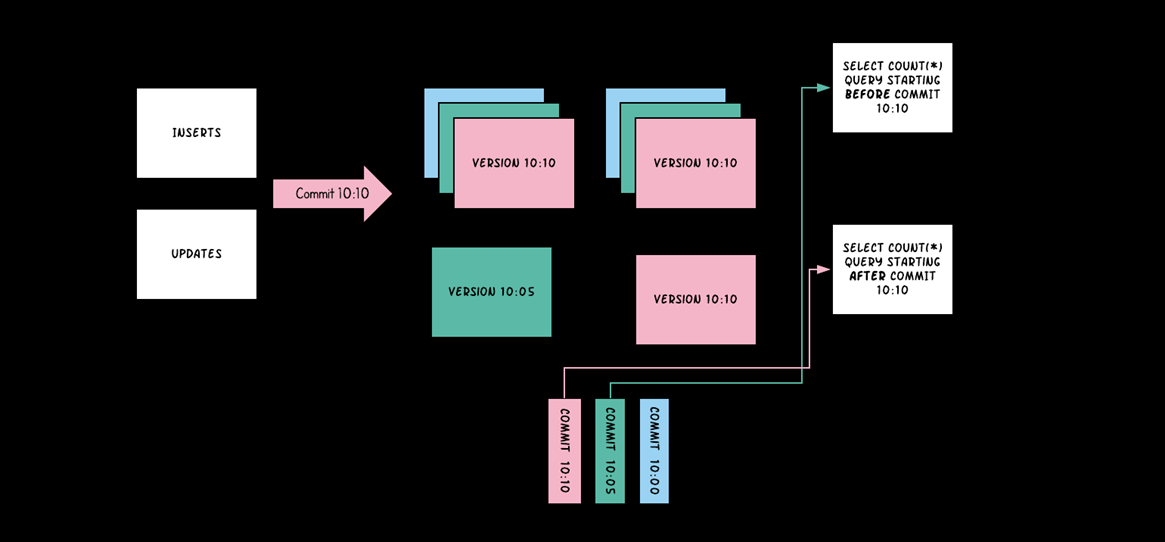 INSERTS
UPDATES
Commit 10:10
VERSION 10:10
VERSION 10:10
VERSION 10:05
VERSION 10:10
SELECT COUNT(*)
QUERY STARTING
BEFORE COMMIT
10:10
SELECT COUNT(*)
QUERY STARTING
AFTER COMMIT
10:10
COMMIT 10:10
COMMIT 10:05
COMMIT 10:00